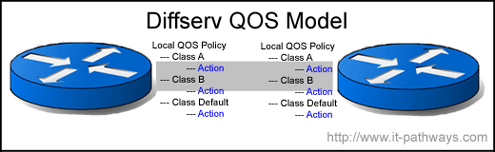 Diffserv QOS Model
Local QOS Policy
--- Class A
--- Action
--- Class B
--- Action
--- Class Default
--- Action
Local QOS Policy
--- Class A
--- Action
--- Class B
--- Action
--- Class Default
--- Action
http://www.it-pathways.com